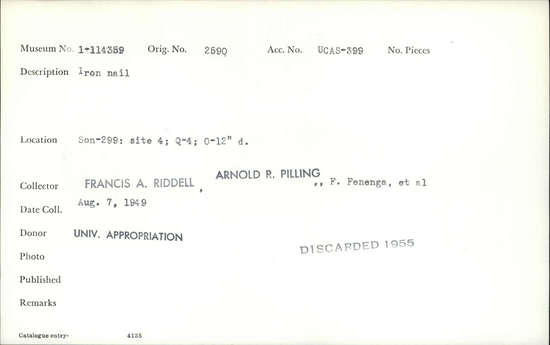 Museum No. 1-114359 Orig. No. 2590 Acc. No. UCAS-399 No. Pieces
Description Iron nail
Location Son-299: site 4; Q-4; 0-12" d.
Collector FRANCIS A. RIDDELL, ARNOLD R. PILLING,, F. Fenenga, et al
Date Coll. Aug. 7, 1949
Donor UNIV. APPROPRIATION
Photo DISCARDED 1955
Published
Remarks
Catalogue entry- 4135